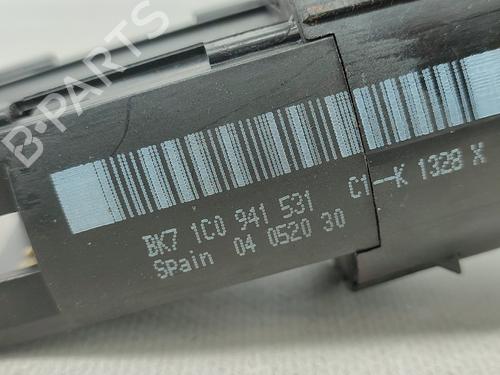 B-PARTS
BK7 1C0 941 531 C1--K 1328 X
SPain 04 0520 30